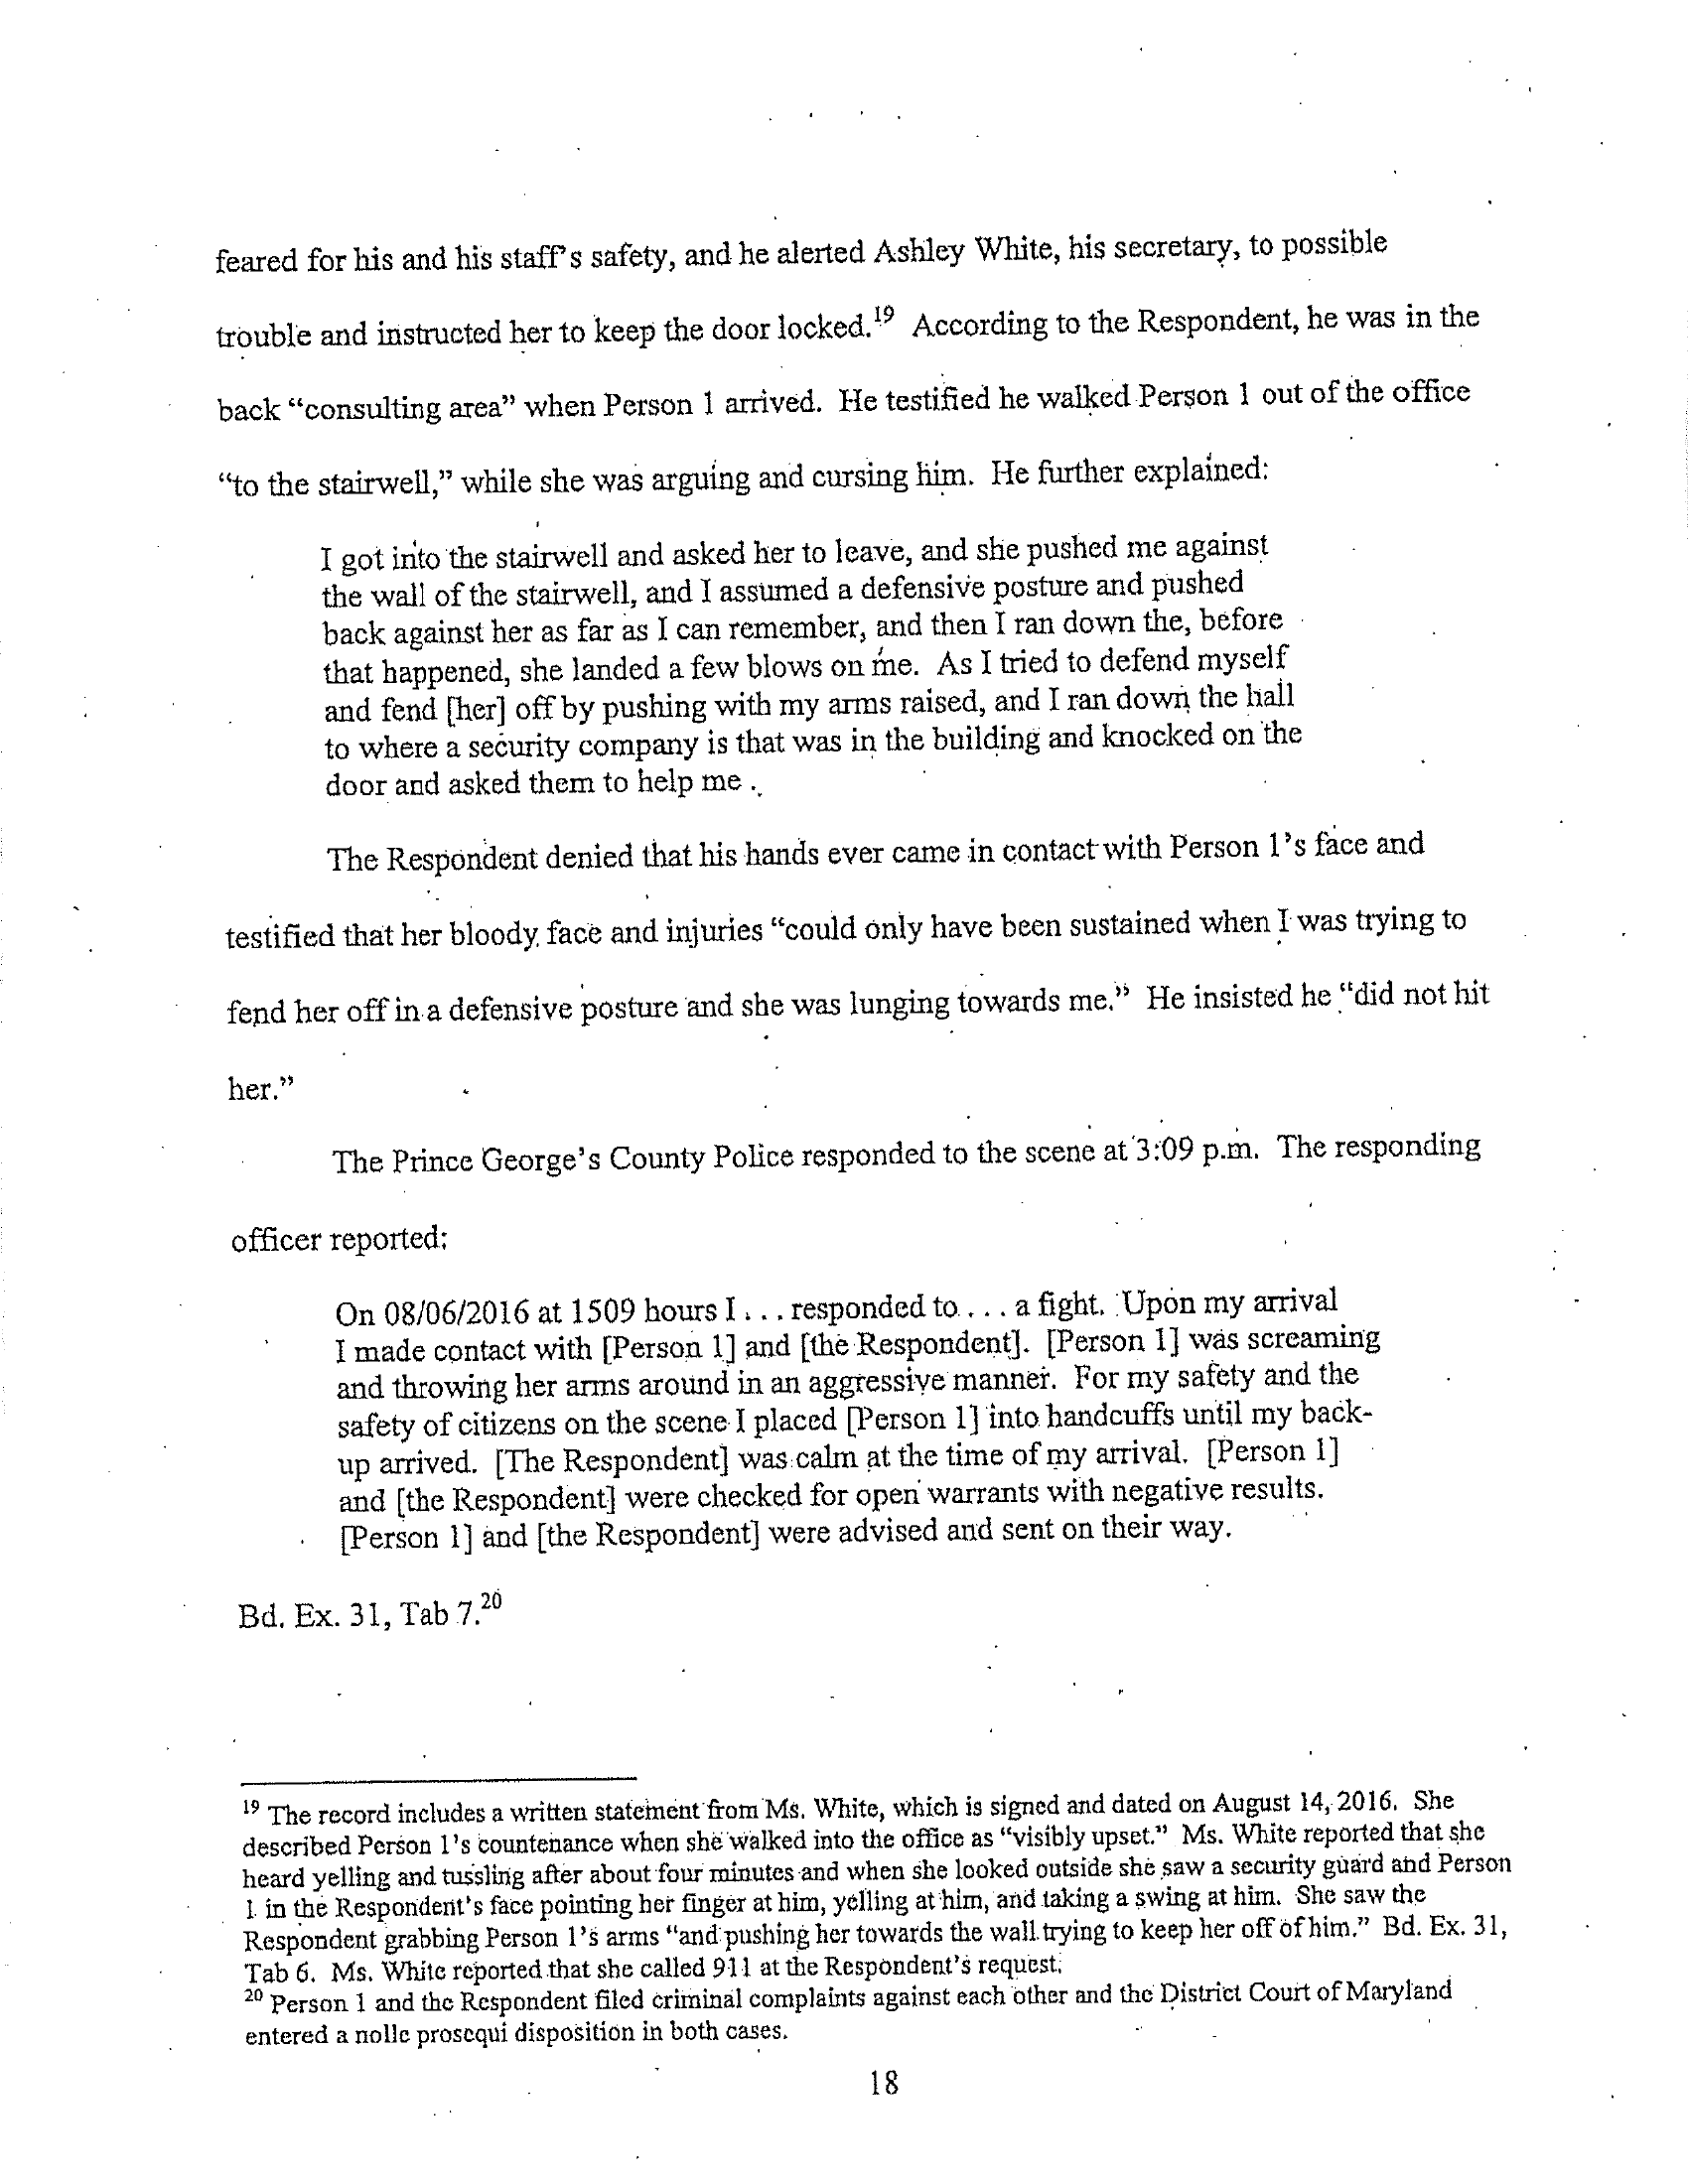 feared for his and his staff's safety, and he alerted Ashley White, his secretary, to possible
trouble and instructed her to keep the door locked.19 According to the Respondent, he was in the
back “consulting area” when Person 1 arrived. He testified he walked Person 1 out of the office
“to the stairwell,” while she was arguing and cursing him. He further explained:
I got into the stairwell and asked her to leave, and she pushed me against
the wall of the stairwell, and I assumed a defensive posture and pushed
back against her as far as I can remember, and then I ran down the, before
that happened, she landed a few blows on me. As I tried to defend myself
and fend [her] off by pushing with my arms raised, and I ran down the hall
to where a security company is that was in the building and knocked on the
door and asked them to help me .
The Respondent denied that his hands ever came in contact with Person 1's face and
testified that her bloody face and injuries “could only have been sustained when I was trying to
fend her off in a defensive posture and she was lunging towards me.” He insisted he “did not hit
her.”
The Prince George's County Police responded to the scene at 3:09 p.m. The responding
officer reported:
On 08/06/2016 at 1509 hours I . . . responded to . . . a fight. Upon my arrival
I made contact with [Person 1] and [the Respondent]. [Person 1] was screaming
and throwing her arms around in an aggressive manner. For my safety and the
safety of citizens on the scene I placed [Person 1] into handcuffs until my back-
up arrived. [The Respondent] was calm at the time of my arrival. [Person 1]
and [the Respondent] were checked for open warrants with negative results.
[Person 1] and [the Respondent] were advised and sent on their way.
Bd. Ex. 31, Tab 7.20
19 The record includes a written statement from Ms. White, which is signed and dated on August 14, 2016. She
described Person 1's countenance when she walked into the office as “visibly upset.” Ms. White reported that she
heard yelling and tussling after about four minutes and when she looked outside she saw a security guard and Person
1 in the Respondent's face pointing her finger at him, yelling at him, and taking a swing at him. She saw the
Respondent grabbing Person 1's arms “and pushing her towards the wall trying to keep her off of him.” Bd. Ex. 31,
Tab 6. Ms. White reported that she called 911 at the Respondent's request.
20 Person 1 and the Respondent filed criminal complaints against each other and the District Court of Maryland
entered a nolle prosequi disposition in both cases.
18